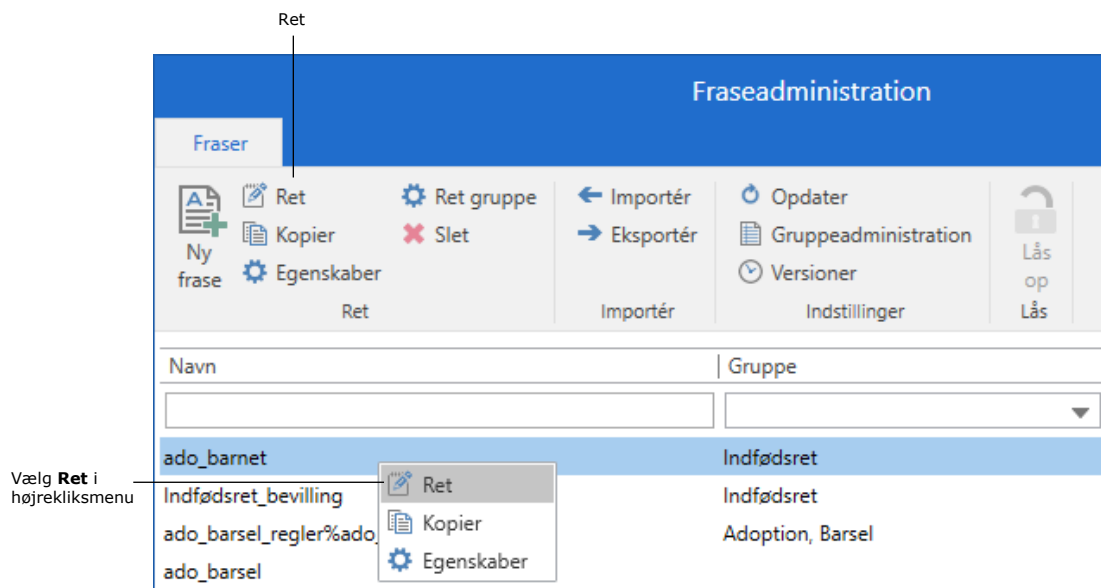 Ret
Fraseadministration
Fraser
Ny
frase
Ret
Kopier
Egenskaber
Ret gruppe
Slet
Ret
Importér
Eksportér
Importér
Opdater
Gruppeadministration
Versioner
Indstillinger
Lås
op
Lås
Navn
Gruppe
ado_barnet
Indfødsret
Vælg Ret i
højrekliksmenu
Indfødsret_bevilling
Indfødsret
ado_barsel_regler%ado_
Adoption, Barsel
ado_barsel
Ret
Kopier
Egenskaber